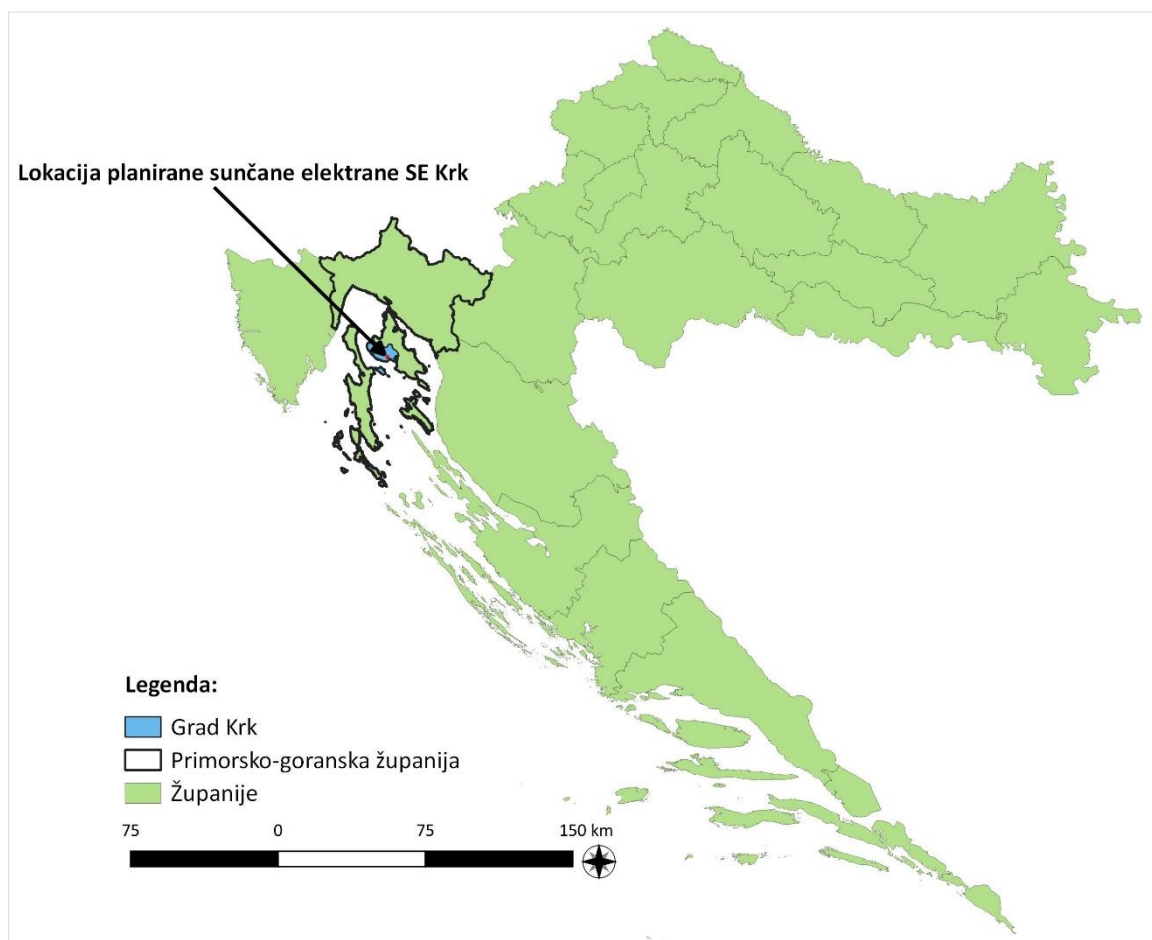 Lokacija planirane sunčane elektrane SE Krk
Legenda:
Grad Krk
Primorsko-goranska županija
Županije
75 0 75 150 km